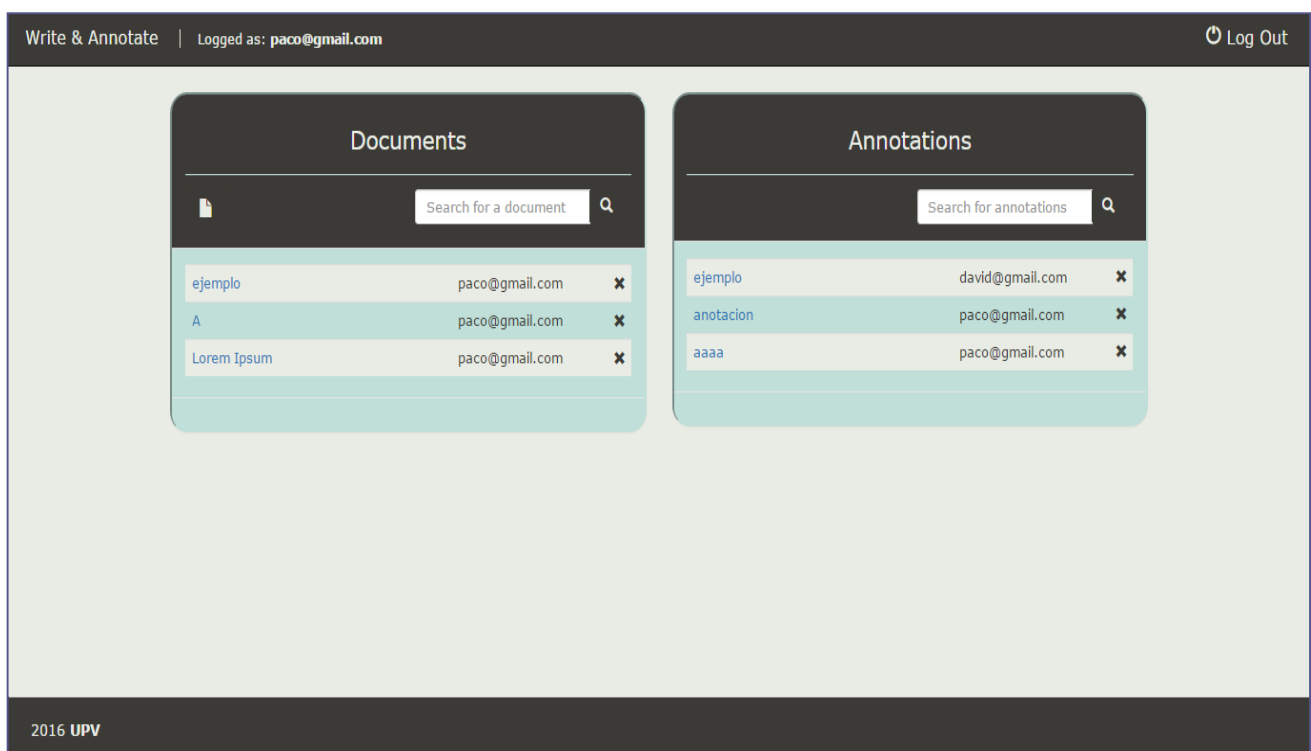 Write & Annotate | Logged as: paco@gmail.com Log Out
Documents
Search for a document
ejemplo paco@gmail.com
A paco@gmail.com
Lorem Ipsum paco@gmail.com
Annotations
Search for annotations
ejemplo david@gmail.com
anotacion paco@gmail.com
aaaa paco@gmail.com
2016 UPV